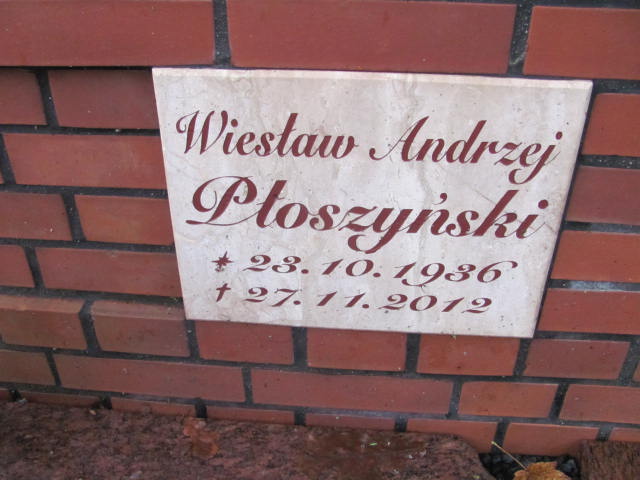 Wiesław Andrzej
Płoszyński
* 23.10.1936
† 27.11.2012